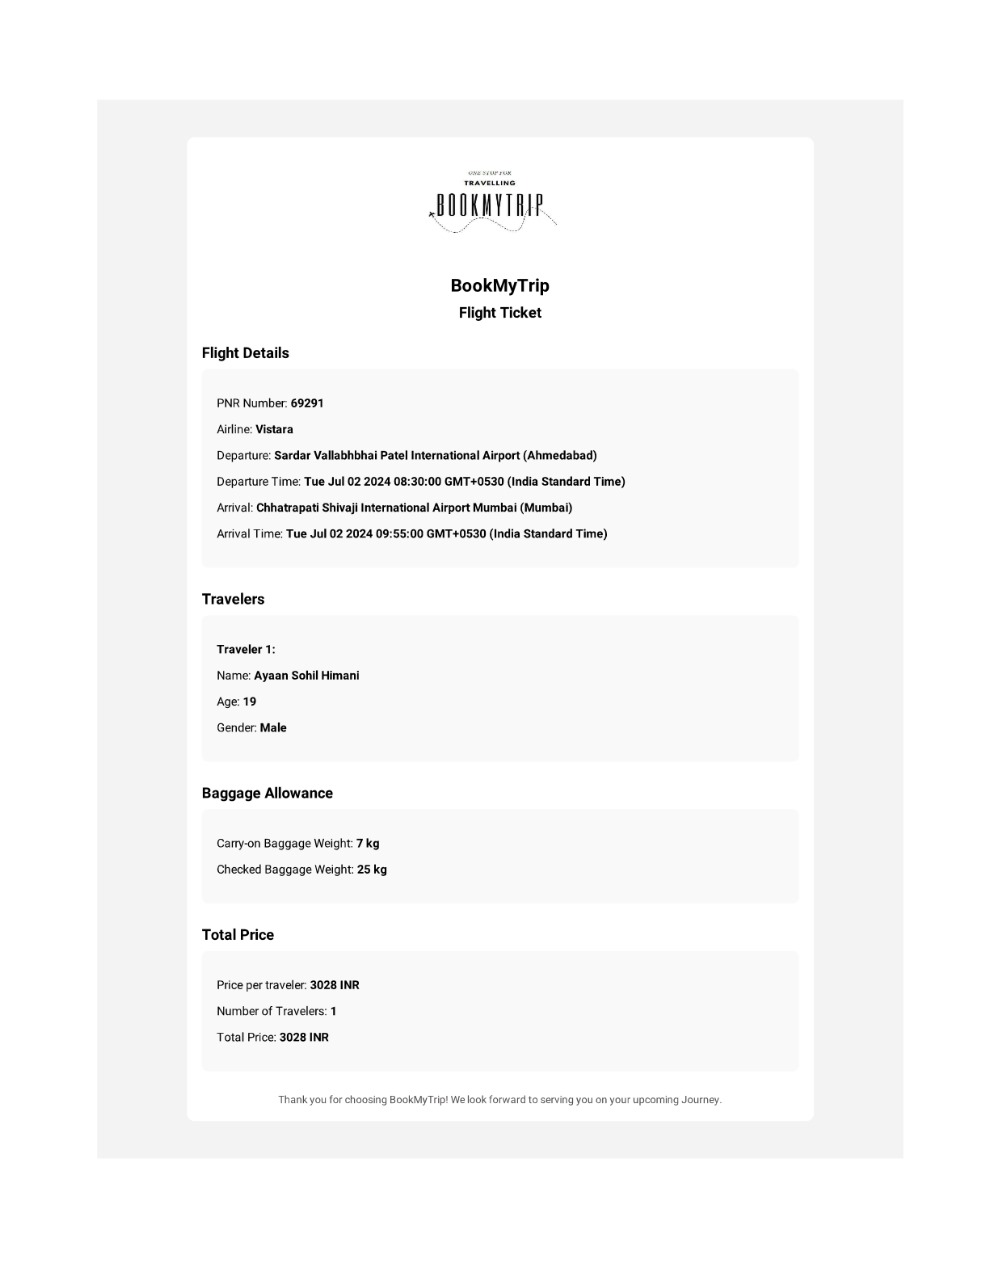 ONE STOP FOR
TRAVELLING
BOOKMYTRIP
BookMyTrip
Flight Ticket
Flight Details
PNR Number: 69291
Airline: Vistara
Departure: Sardar Vallabhbhai Patel International Airport (Ahmedabad)
Departure Time: Tue Jul 02 2024 08:30:00 GMT+0530 (India Standard Time)
Arrival: Chhatrapati Shivaji International Airport Mumbai (Mumbai)
Arrival Time: Tue Jul 02 2024 09:55:00 GMT+0530 (India Standard Time)
Travelers
Traveler 1:
Name: Ayaan Sohil Himani
Age: 19
Gender: Male
Baggage Allowance
Carry-on Baggage Weight: 7 kg
Checked Baggage Weight: 25 kg
Total Price
Price per traveler: 3028 INR
Number of Travelers: 1
Total Price: 3028 INR
Thank you for choosing BookMyTrip! We look forward to serving you on your upcoming Journey.